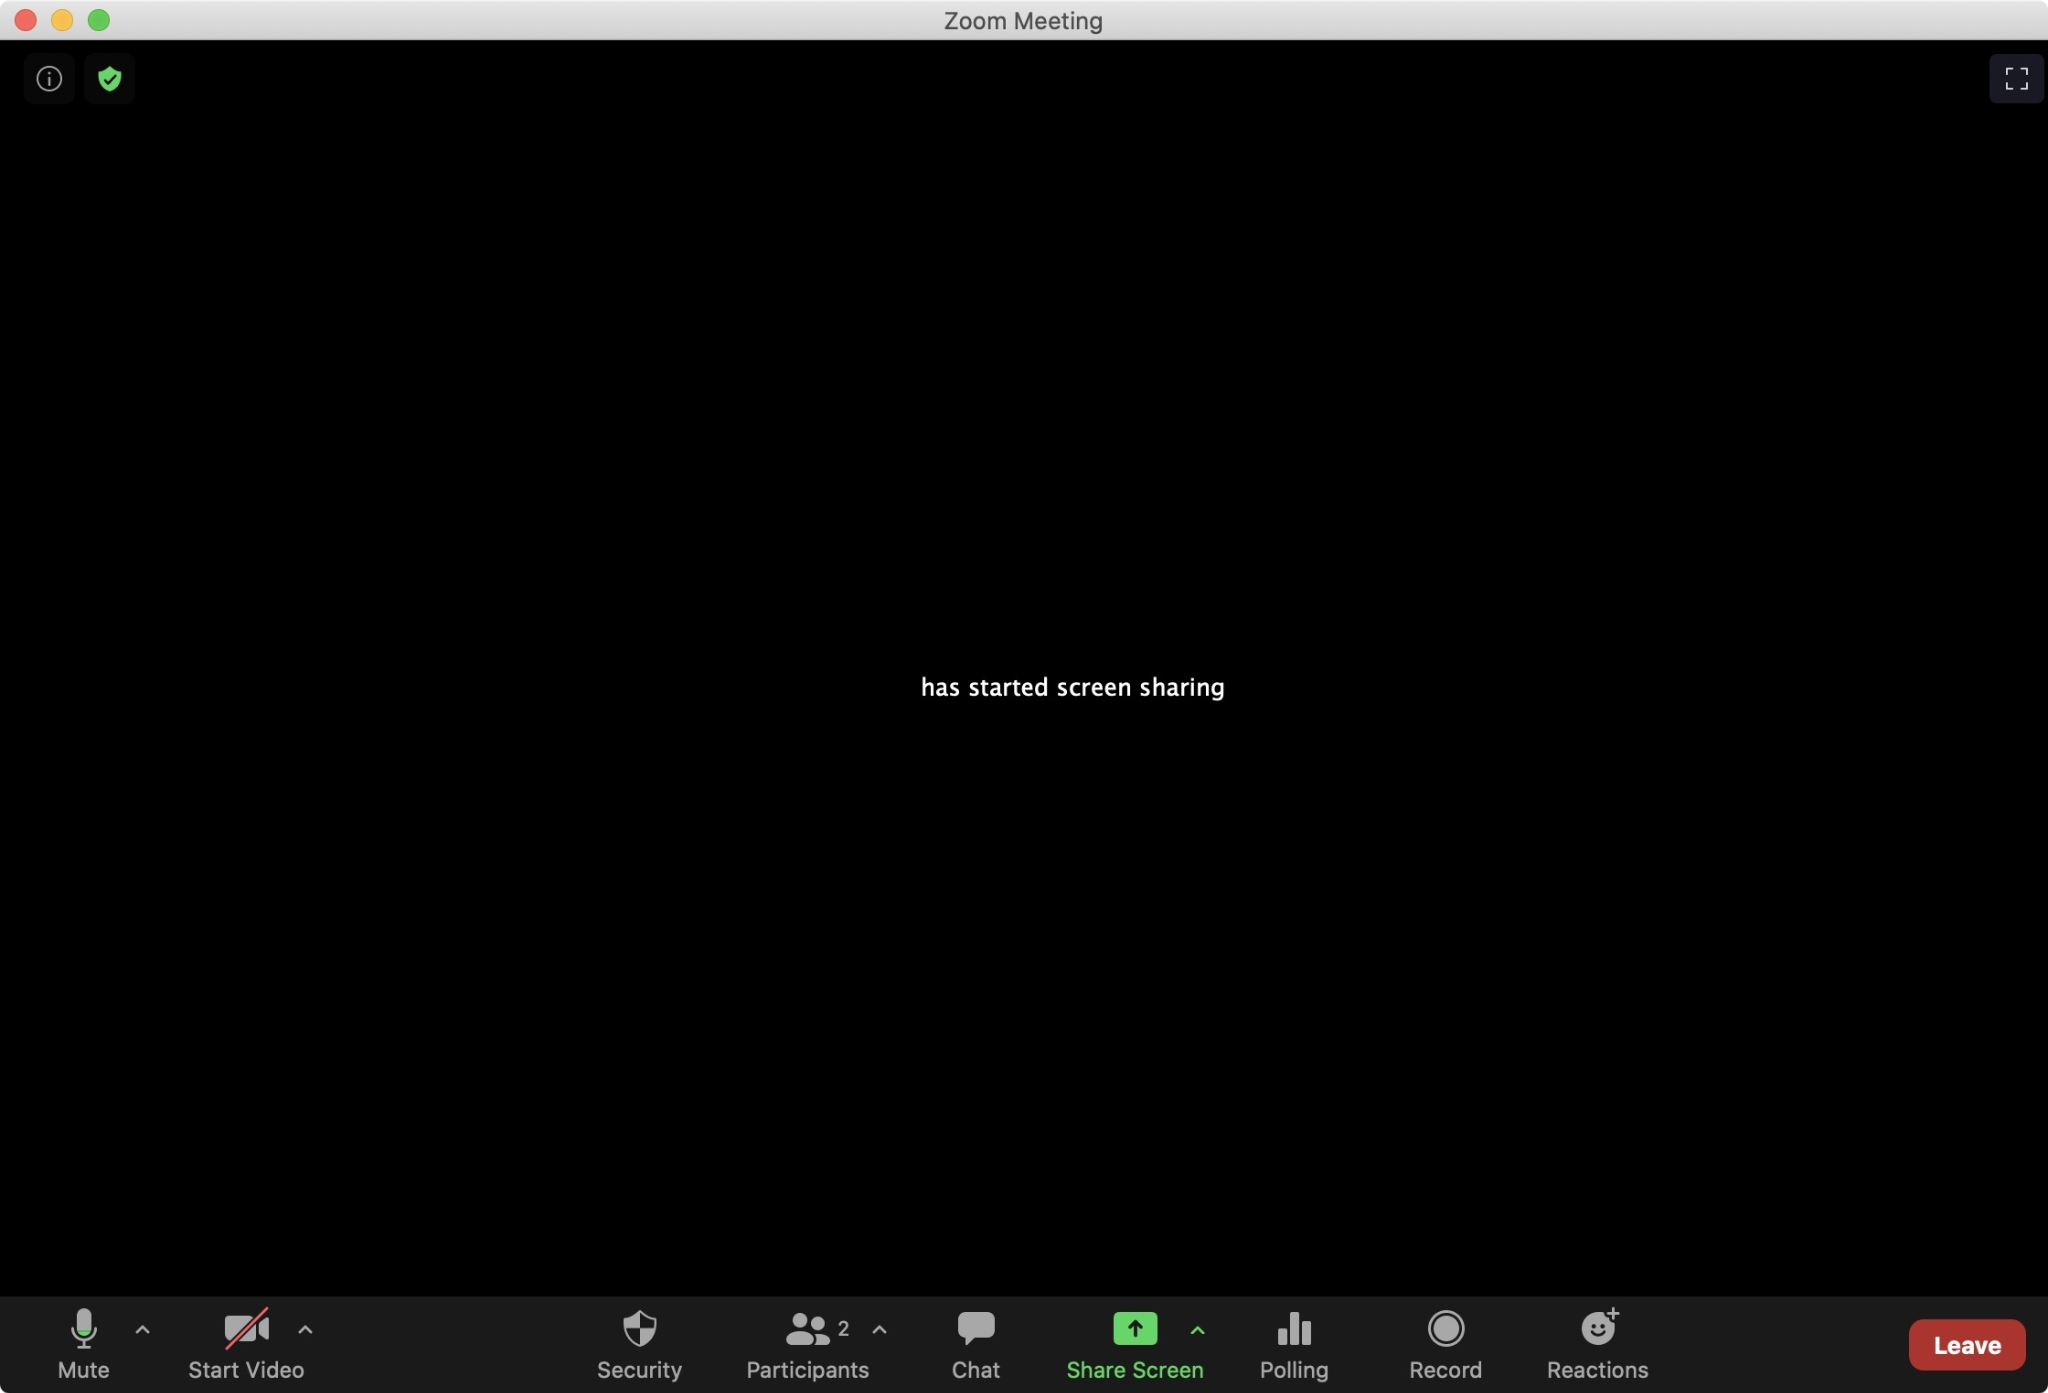 Zoom Meeting
has started screen sharing
2
Mute
Start Video
Security
Participants
Chat
Share Screen
Polling
Record
Reactions
Leave